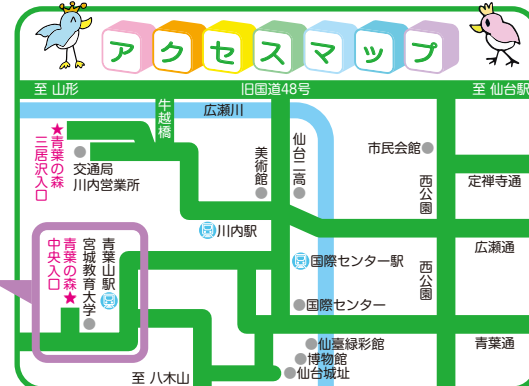 アクセスマップ
至 山形
旧国道48号
至 仙台駅
牛越橋
広瀬川
★青葉の森
三居沢入口
交通局
川内営業所
美術館
仙台二高
市民会館
西公園
定禅寺通
川内駅
広瀬通
国際センター駅
西公園
青葉の森★
中央入口
宮城教育大学
青葉山駅
国際センター
仙臺緑彩館
青葉通
博物館
仙台城址
至 八木山